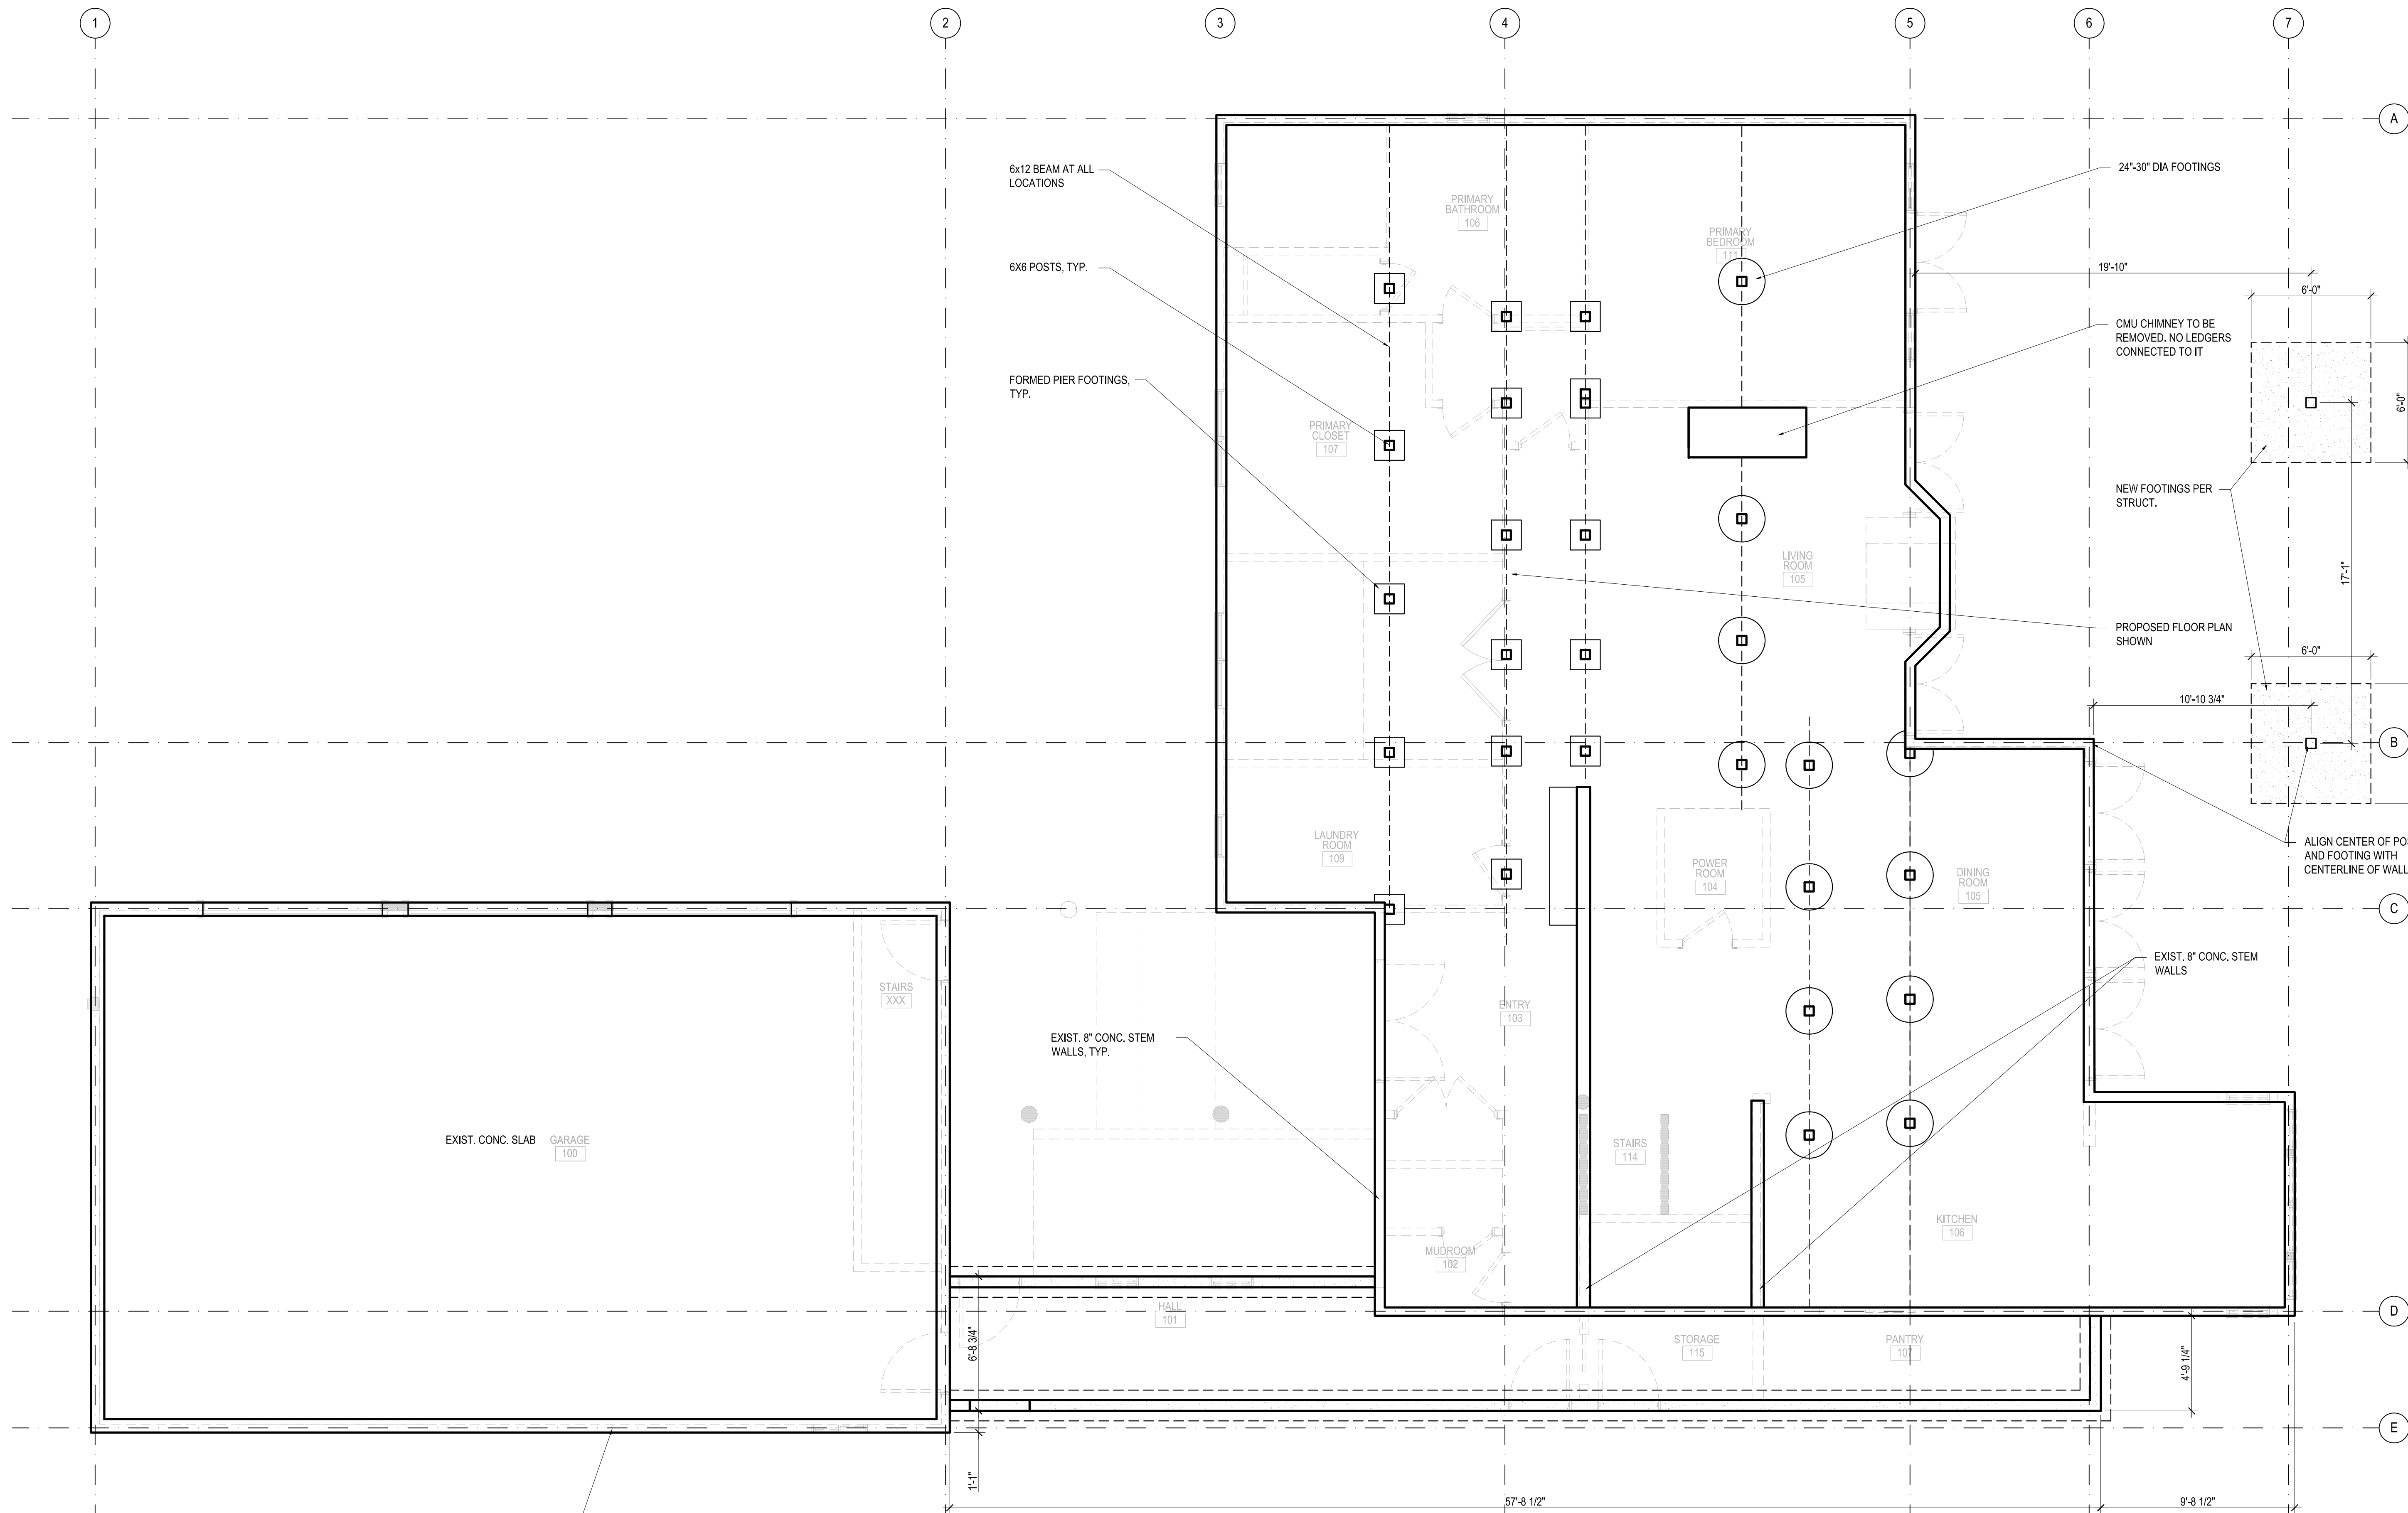 1
2
3
4
5
6
7
A
6x12 BEAM AT ALL
LOCATIONS
24"-30" DIA FOOTINGS
PRIMARY
BATHROOM
106
PRIMARY
BEDROOM
111
6X6 POSTS, TYP.
19'-10"
6'-0"
CMU CHIMNEY TO BE
REMOVED. NO LEDGERS
CONNECTED TO IT
FORMED PIER FOOTINGS,
TYP.
6'-0"
PRIMARY
CLOSET
107
NEW FOOTINGS PER
STRUCT.
LIVING
ROOM
105
17'-1"
PROPOSED FLOOR PLAN
SHOWN
6'-0"
10'-10 3/4"
B
LAUNDRY
ROOM
109
POWER
ROOM
104
DINING
ROOM
105
ALIGN CENTER OF
AND FOOTING WITH
CENTERLINE OF WALL
C
EXIST. 8" CONC. STEM
WALLS
STAIRS
XXX
ENTRY
103
EXIST. 8" CONC. STEM
WALLS, TYP.
EXIST. CONC. SLAB
GARAGE
100
STAIRS
114
KITCHEN
106
MUDROOM
102
HALL
101
D
6'-8 3/4"
STORAGE
115
PANTRY
107
4'-9 1/4"
E
1'-1"
57'-8 1/2"
9'-8 1/2"